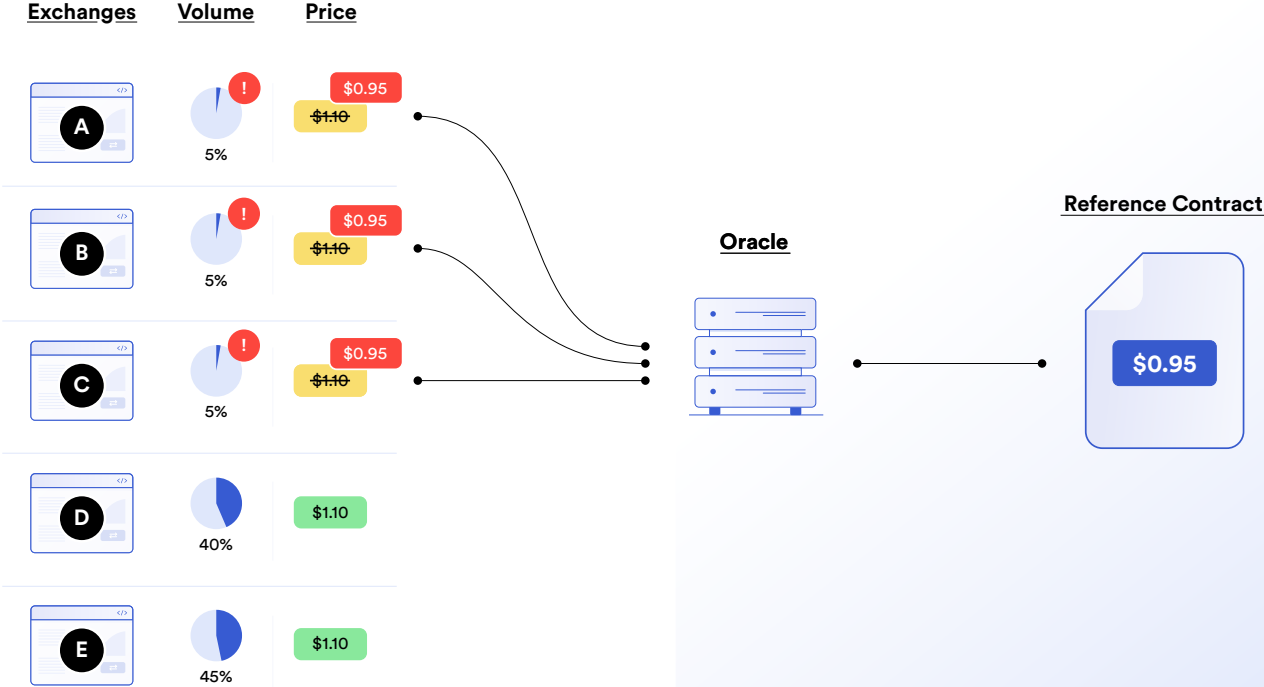 Exchanges Volume Price
</> ! $0.95
A $1.10
5%
</> ! $0.95
B $1.10
5%
</> ! $0.95
C $1.10
5%
</>
D $1.10
40%
</>
E $1.10
45%
Oracle
Reference Contract
$0.95